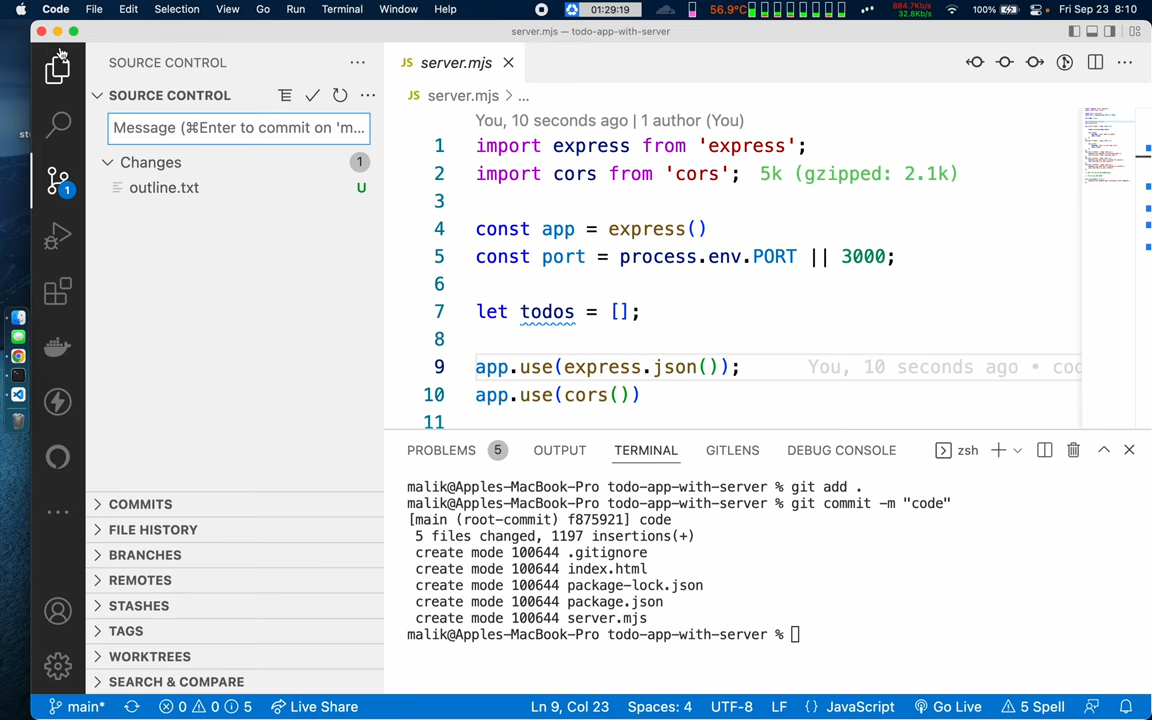 Code File Edit Selection View Go Run Terminal Window Help 01:29:19 56.9°C 884.7Kb/s 32.8Kb/s 100% Fri Sep 23 8:10
server.mjs — todo-app-with-server
SOURCE CONTROL
JS server.mjs
SOURCE CONTROL
JS server.mjs > ...
Message (⌘Enter to commit on 'm...
Changes 1
outline.txt U
1
You, 10 seconds ago | 1 author (You)
1 import express from 'express';
2 import cors from 'cors'; 5k (gzipped: 2.1k)
3
4 const app = express()
5 const port = process.env.PORT || 3000;
6
7 let todos = [];
8
9 app.use(express.json()); You, 10 seconds ago • cod
10 app.use(cors())
11
COMMITS
FILE HISTORY
BRANCHES
REMOTES
STASHES
TAGS
WORKTREES
SEARCH & COMPARE
PROBLEMS 5 OUTPUT TERMINAL GITLENS DEBUG CONSOLE zsh
malik@Apples-MacBook-Pro todo-app-with-server % git add .
malik@Apples-MacBook-Pro todo-app-with-server % git commit -m "code"
[main (root-commit) f875921] code
5 files changed, 1197 insertions(+)
create mode 100644 .gitignore
create mode 100644 index.html
create mode 100644 package-lock.json
create mode 100644 package.json
create mode 100644 server.mjs
malik@Apples-MacBook-Pro todo-app-with-server %
main* 0 0 5 Live Share Ln 9, Col 23 Spaces: 4 UTF-8 LF {} JavaScript Go Live 5 Spell